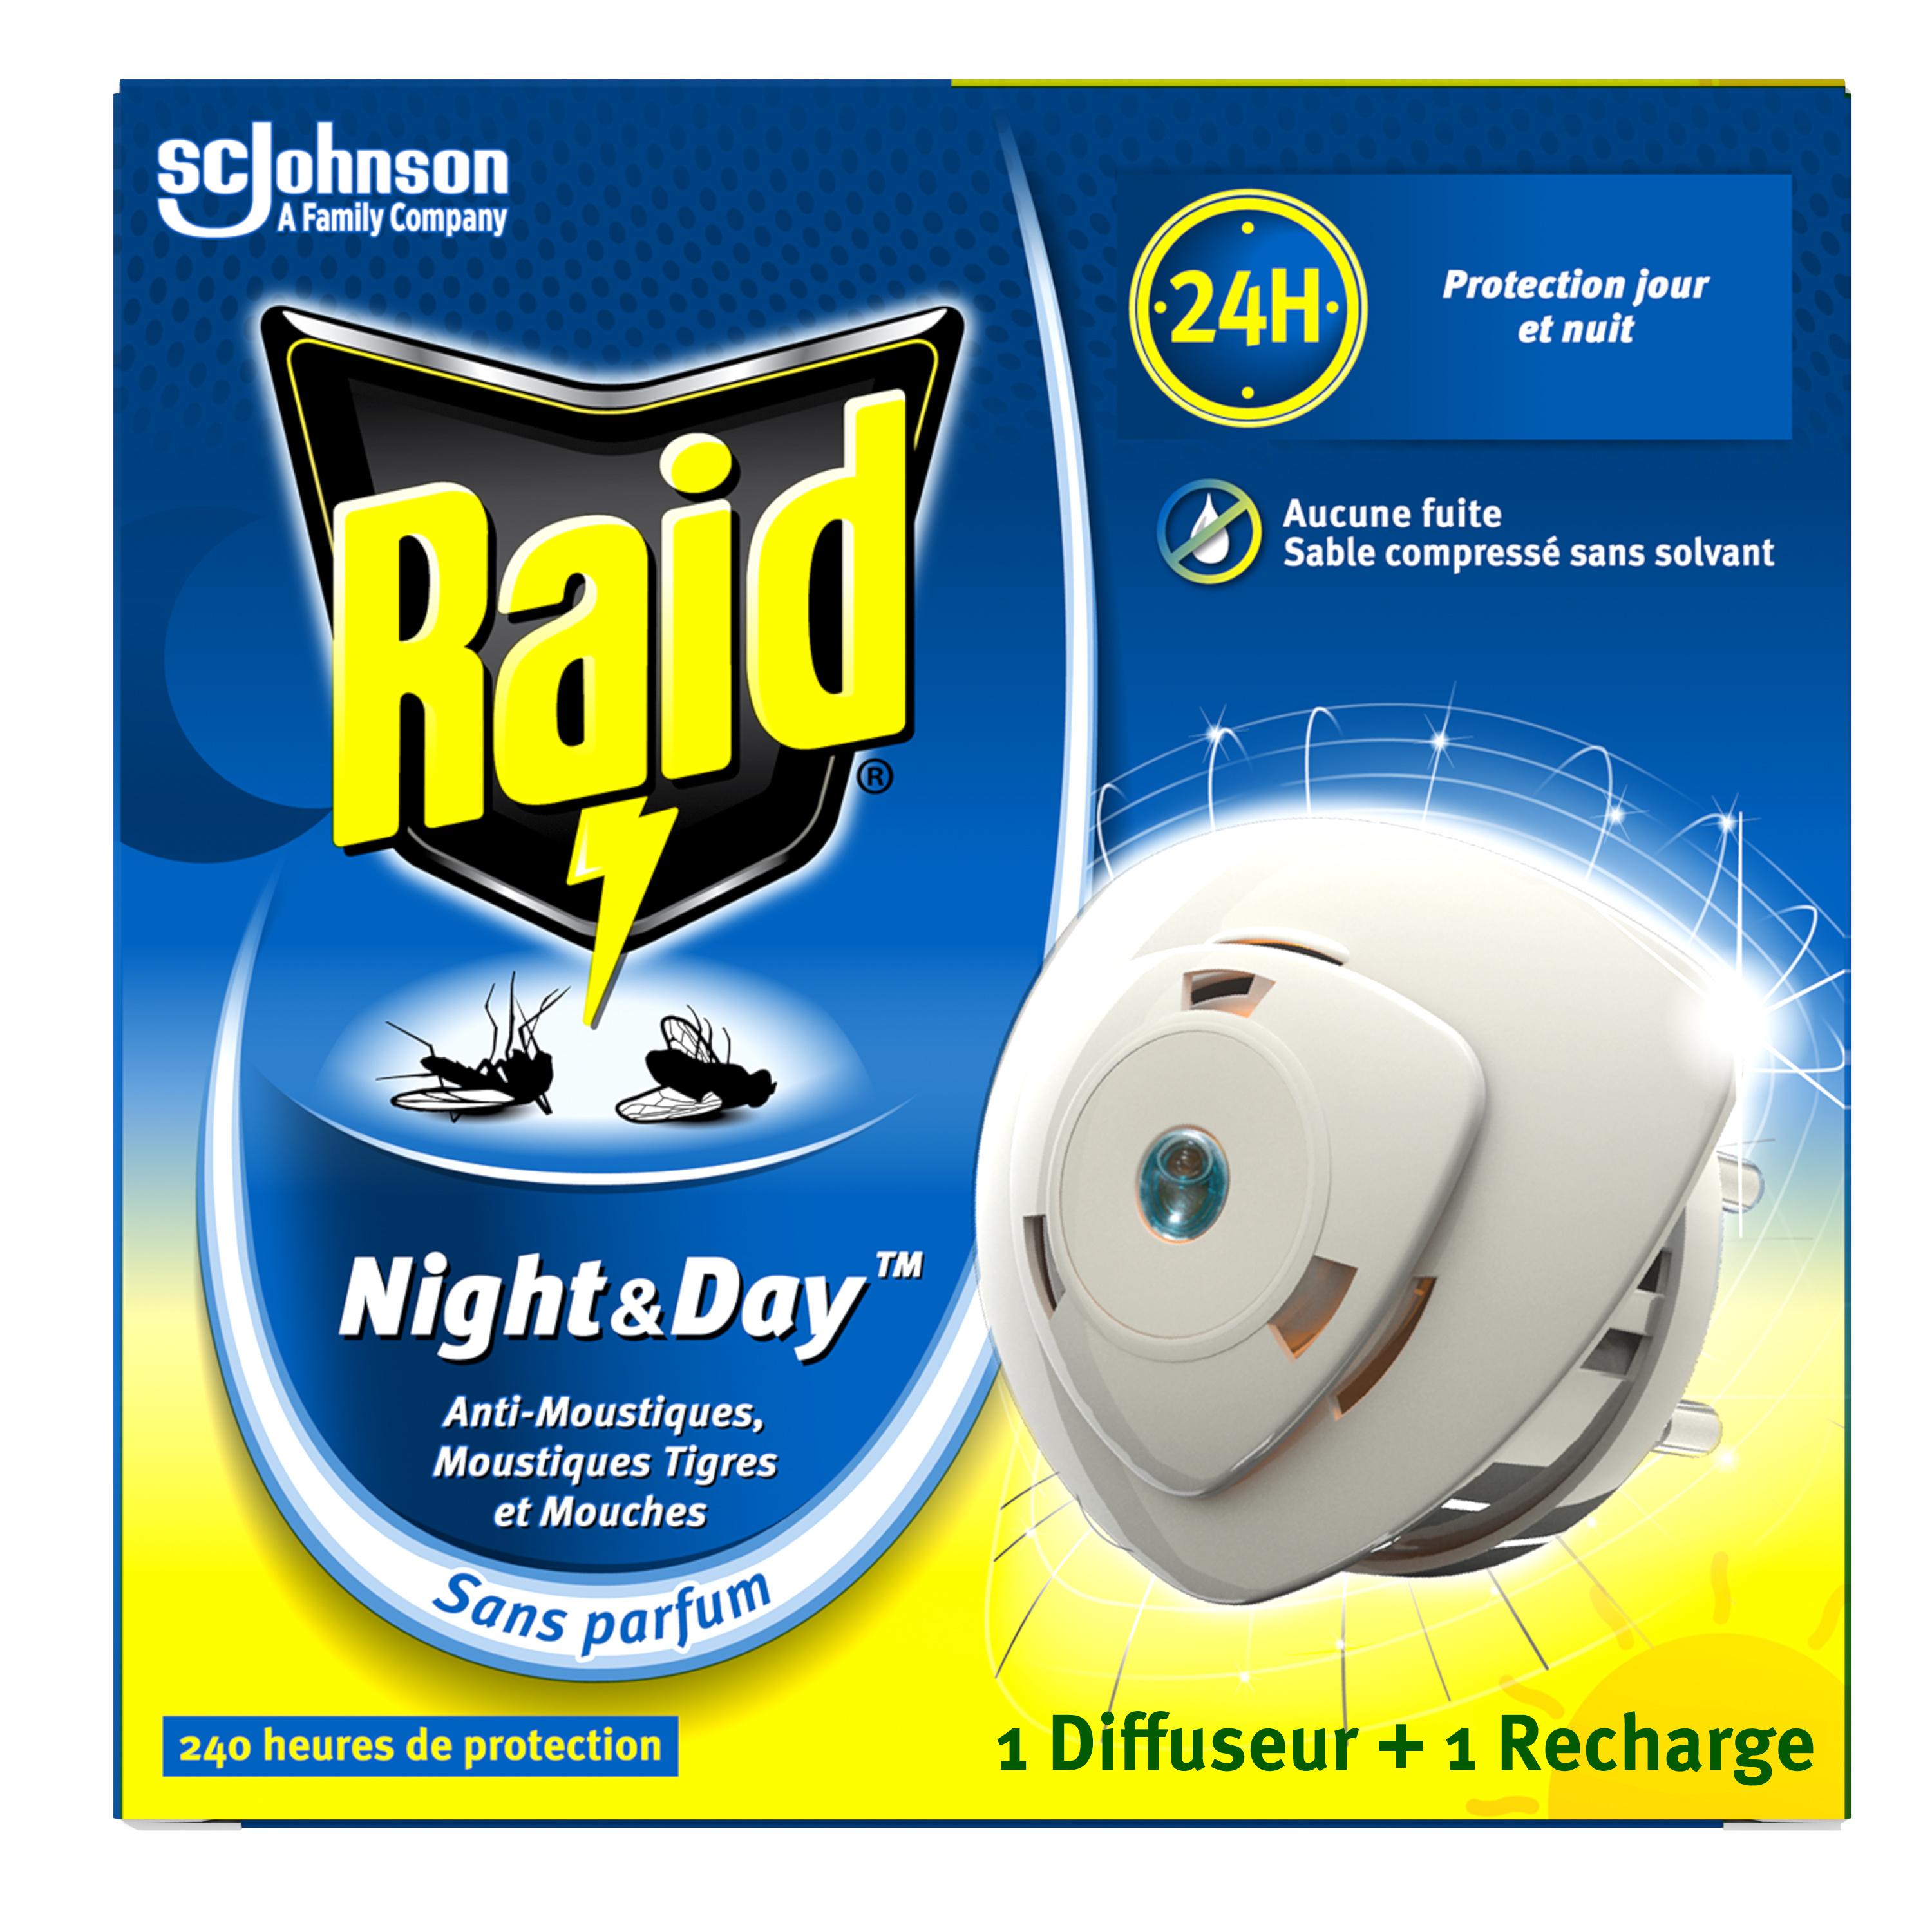 SCJohnson
A Family Company
24H
Protection jour
et nuit
Aucune fuite
Sable compressé sans solvant
Raid®
Night&Day™
Anti-Moustiques,
Moustiques Tigres
et Mouches
Sans parfum
240 heures de protection
1 Diffuseur + 1 Recharge